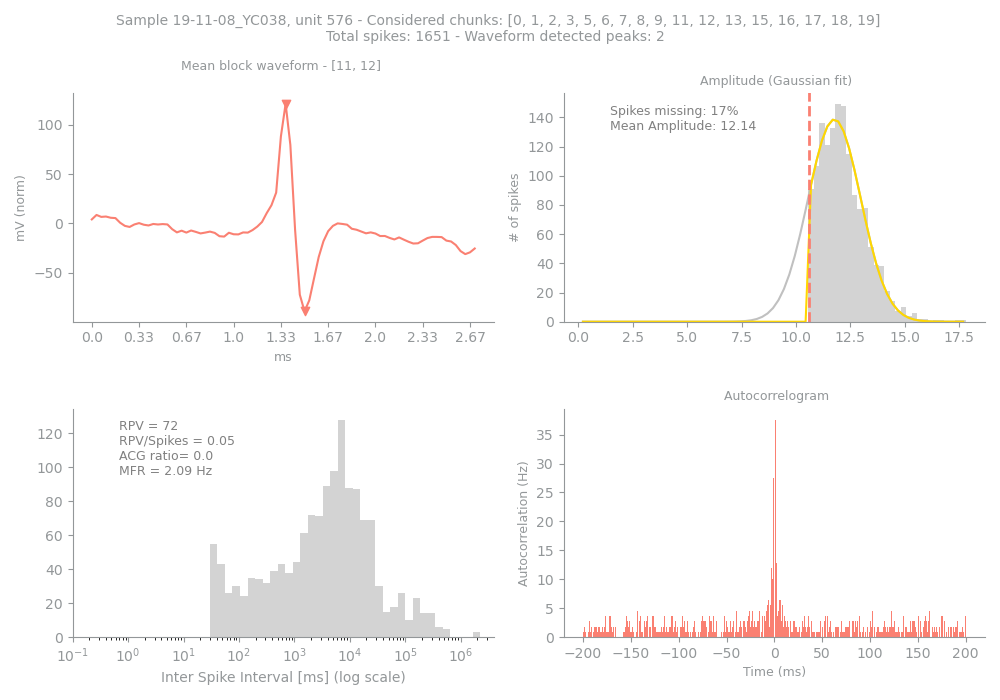 Sample 19-11-08_YC038, unit 576 - Considered chunks: [0, 1, 2, 3, 5, 6, 7, 8, 9, 11, 12, 13, 15, 16, 17, 18, 19]
Total spikes: 1651 - Waveform detected peaks: 2
Mean block waveform - [11, 12]
mV (norm)
100
50
0
−50
0.0 0.33 0.67 1.0 1.33 1.67 2.0 2.33 2.67
ms
Amplitude (Gaussian fit)
Spikes missing: 17%
Mean Amplitude: 12.14
# of spikes
140
120
100
80
60
40
20
0
0.0 2.5 5.0 7.5 10.0 12.5 15.0 17.5
RPV = 72
RPV/Spikes = 0.05
ACG ratio= 0.0
MFR = 2.09 Hz
120
100
80
60
40
20
0
10⁻¹ 10⁰ 10¹ 10² 10³ 10⁴ 10⁵ 10⁶
Inter Spike Interval [ms] (log scale)
Autocorrelogram
Autocorrelation (Hz)
35
30
25
20
15
10
5
0
−200 −150 −100 −50 0 50 100 150 200
Time (ms)